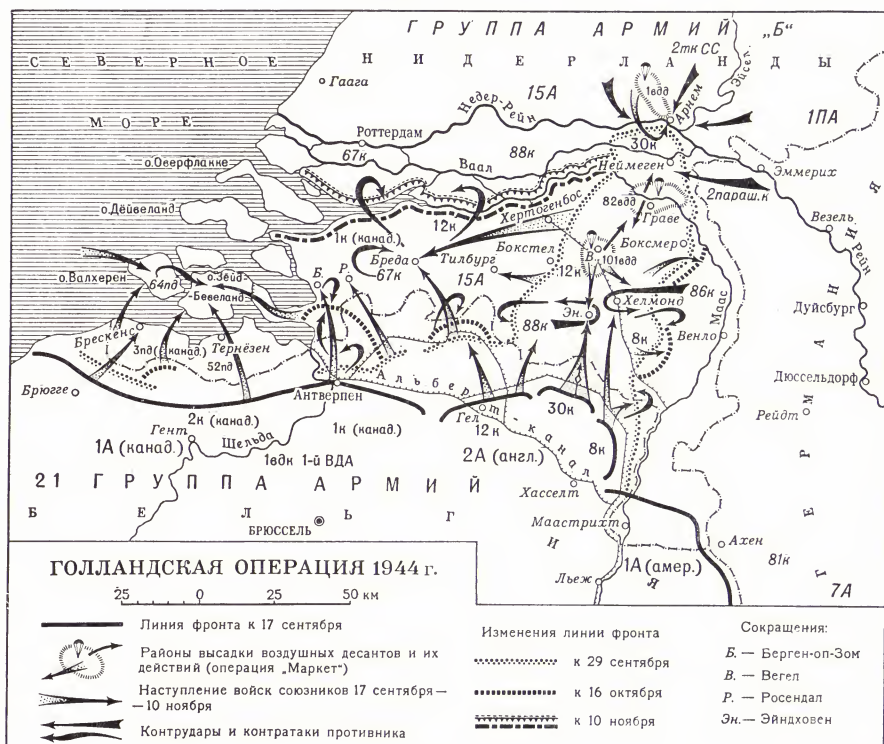 ГРУППА АРМИЙ „Б“
2тк СС
СЕВЕРНОЕ
НИДЕРЛАНДЫ
Эйсел.
Гаага
1вдд
15А
Недер-Рейн
Арнем
1ПА
МОРЕ
Роттердам
67к
88к
30к
о.Оверфлакке
Ваал
Неймеген
Эммерих
2параш.к
о.Дёйвеланд
Хертогенбос
82вдд
Граве
12к
1к (канад.)
Везель
Рейн
Бокстел
Боксмер
Бреда
67к
Тилбург
В.
101вдд
о.Валхерен
о.Зёйд-
-Бевеланд
64пд
Б.
Р.
15А
12к
86к
Хелмонд
Эн.
Дуйсбург
Маас
88к
8к
Венло
Брескенс
3пд(канад.)
Тернёзен
52пд
Дюссельдорф
Брюгге
Антверпен
Альберт-канал
Рейдт
2к (канад.)
Гел
30к
Гент
Шельда
1к (канад.)
12к
8к
1А (канад.)
1вдк 1-й ВДА
2А (англ.)
21 ГРУППА АРМИЙ
Хасселт
БЕЛЬГИЯ
БРЮССЕЛЬ
Маастрихт
Ахен
1А (амер.)
81к
Льеж
7А
ГЕРМАНИЯ
ГОЛЛАНДСКАЯ ОПЕРАЦИЯ 1944 г.
25 0 25 50 км
Линия фронта к 17 сентября
Районы высадки воздушных десантов и их
действий (операция „Маркет“)
Наступление войск союзников 17 сентября—
—10 ноября
Контрудары и контратаки противника
Изменения линии фронта
к 29 сентября
к 16 октября
к 10 ноября
Сокращения:
Б. — Берген-оп-Зом
В. — Вегел
Р. — Росендал
Эн. — Эйндховен